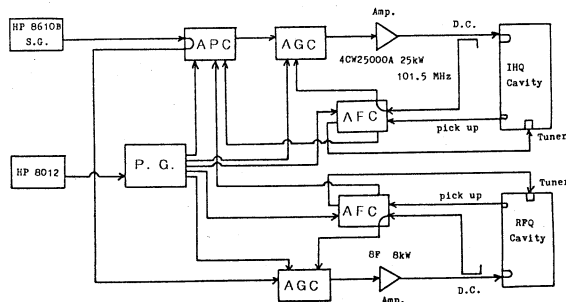 Amp.
HP 8610B
S.G.
D.C.
APC
AGC
4CW25000A 25kW
101.5 MHz
IHQ
Cavity
AFC
pick up
Tuner
HP 8012
P. G.
Tuner
pick up
AFC
RFQ
Cavity
8F 8kW
AGC
D.C.
Amp.